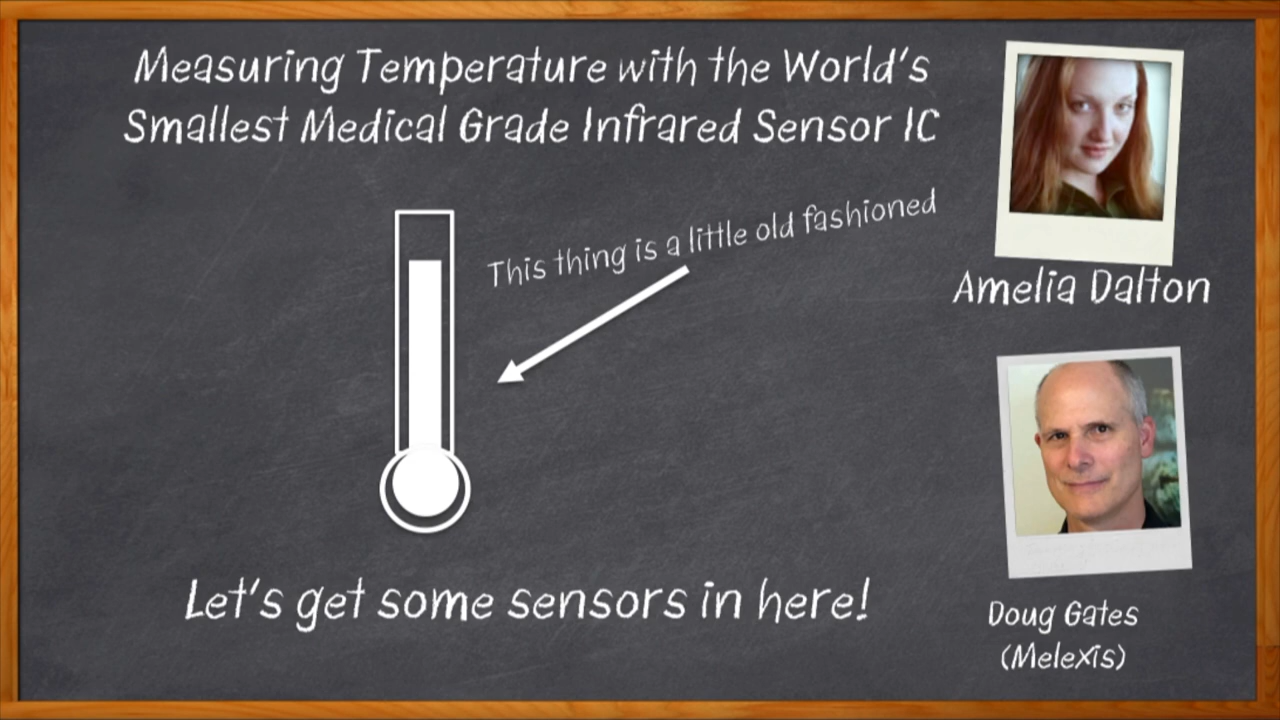 Measuring Temperature with the World's
Smallest Medical Grade Infrared Sensor IC
This thing is a little old fashioned
Amelia Dalton
Let's get some sensors in here!
Doug Gates
(Melexis)